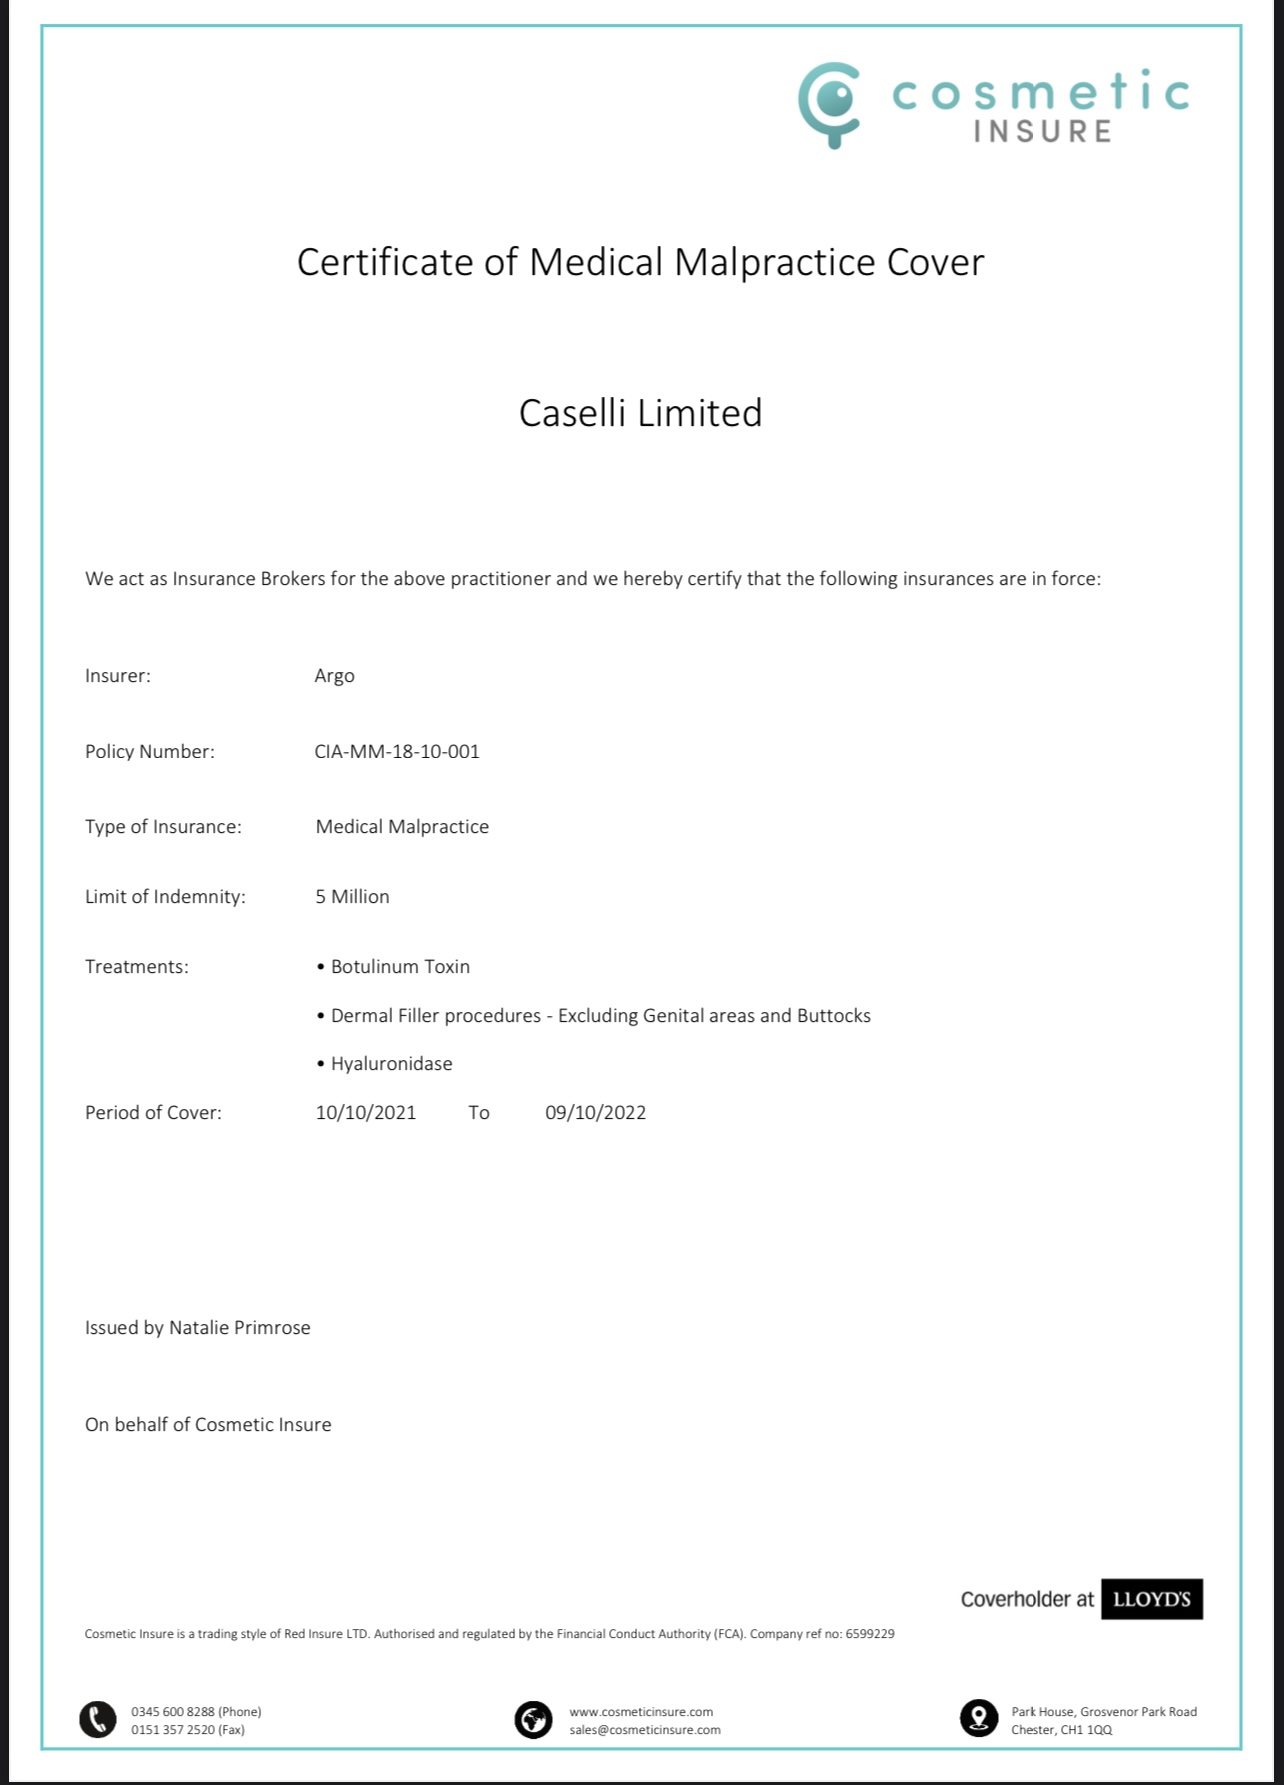 cosmetic
INSURE
Certificate of Medical Malpractice Cover
Caselli Limited
We act as Insurance Brokers for the above practitioner and we hereby certify that the following insurances are in force:
Insurer: Argo
Policy Number: CIA-MM-18-10-001
Type of Insurance: Medical Malpractice
Limit of Indemnity: 5 Million
Treatments: • Botulinum Toxin
• Dermal Filler procedures - Excluding Genital areas and Buttocks
• Hyaluronidase
Period of Cover: 10/10/2021 To 09/10/2022
Issued by Natalie Primrose
On behalf of Cosmetic Insure
Coverholder at LLOYD'S
Cosmetic Insure is a trading style of Red Insure LTD. Authorised and regulated by the Financial Conduct Authority (FCA). Company ref no: 6599229
0345 600 8288 (Phone)
0151 357 2520 (Fax)
www.cosmeticinsure.com
sales@cosmeticinsure.com
Park House, Grosvenor Park Road
Chester, CH1 1QQ